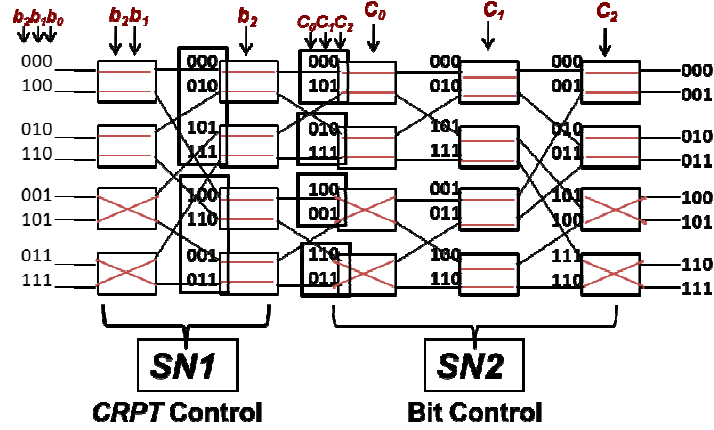 b₂b₁b₀ b₂b₁ b₂ C₀C₁C₂ C₀ C₁ C₂
000 000 000 000 000 000
100 010 101 010 001 001
010 101 010 101 010 010
110 111 111 111 011 011
001 100 100 001 101 100
101 110 001 011 100 101
011 001 110 100 111 110
111 011 011 110 110 111
SN1 SN2
CRPT Control Bit Control